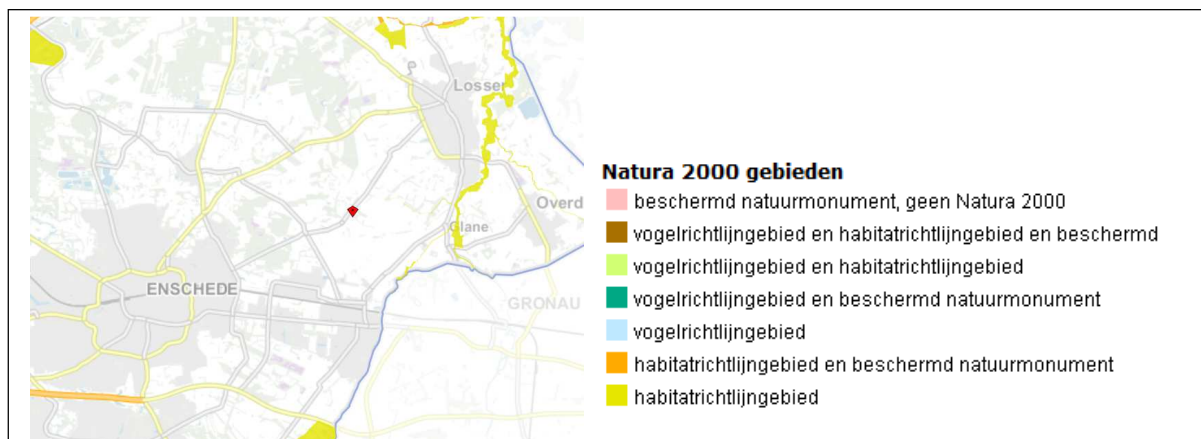 Losser
Overd
Glane
ENSCHEDE
GRONAU
Natura 2000 gebieden
beschermd natuurmonument, geen Natura 2000
vogelrichtlijngebied en habitatrichtlijngebied en beschermd
vogelrichtlijngebied en habitatrichtlijngebied
vogelrichtlijngebied en beschermd natuurmonument
vogelrichtlijngebied
habitatrichtlijngebied en beschermd natuurmonument
habitatrichtlijngebied